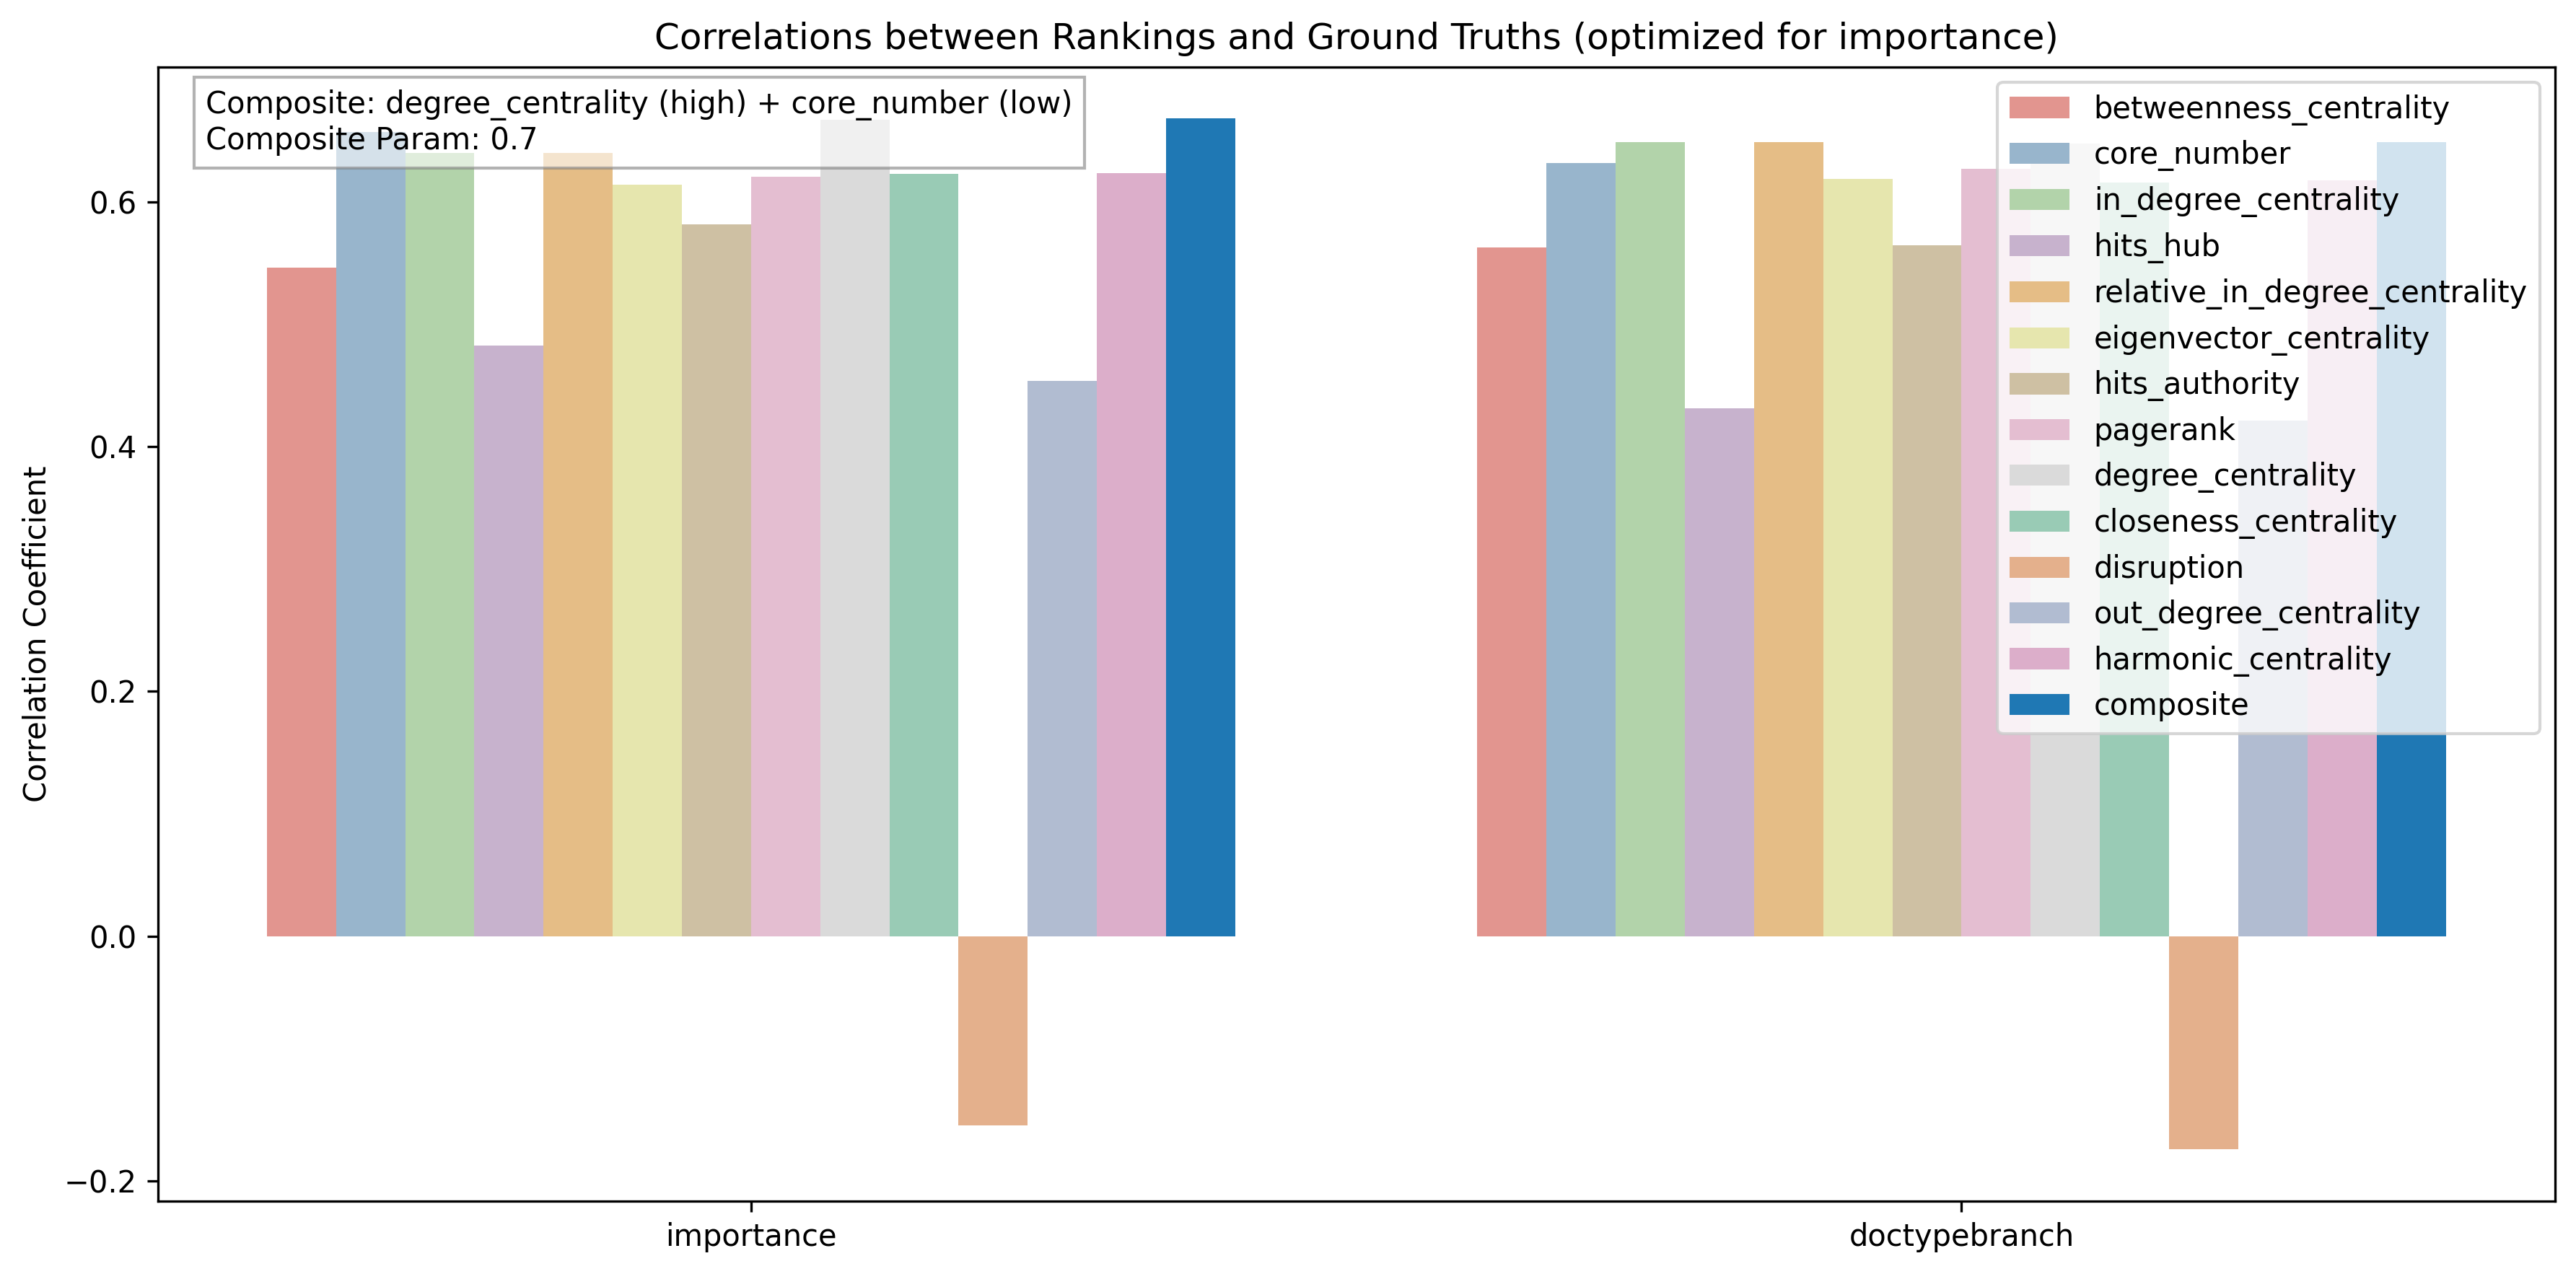 Correlations between Rankings and Ground Truths (optimized for importance)
Composite: degree_centrality (high) + core_number (low)
Composite Param: 0.7
betweenness_centrality
core_number
in_degree_centrality
hits_hub
relative_in_degree_centrality
eigenvector_centrality
hits_authority
pagerank
degree_centrality
closeness_centrality
disruption
out_degree_centrality
harmonic_centrality
composite
Correlation Coefficient
0.6
0.4
0.2
0.0
−0.2
importance
doctypebranch